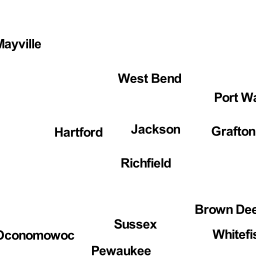 Mayville
West Bend
Port Wa
Hartford
Jackson
Grafton
Richfield
Brown Dee
Sussex
Oconomowoc
Whitefis
Pewaukee